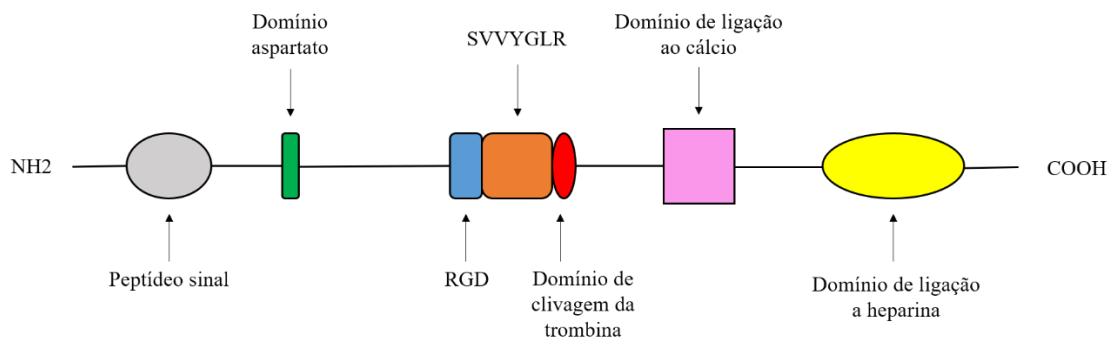 Domínio
aspartato
SVVYGLR
Domínio de ligação
ao cálcio
NH2
COOH
Peptídeo sinal
RGD
Domínio de
clivagem da
trombina
Domínio de ligação
a heparina